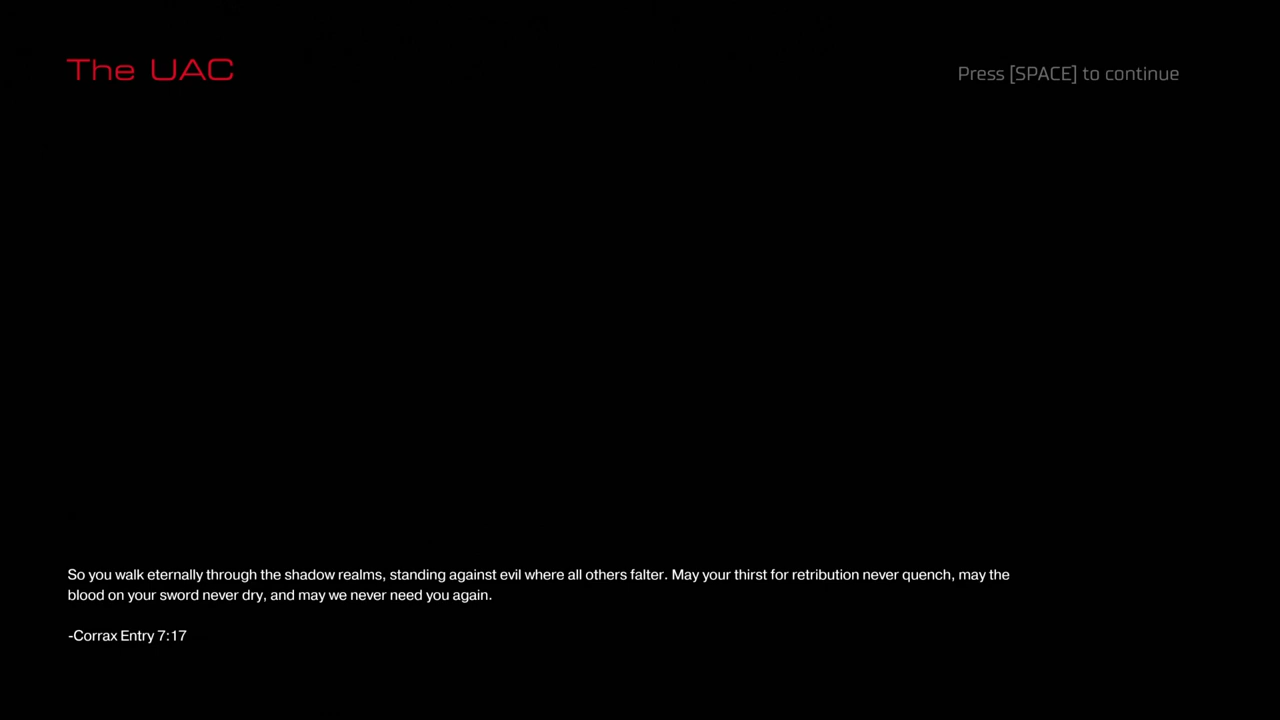 The UAC
Press [SPACE] to continue
So you walk eternally through the shadow realms, standing against evil where all others falter. May your thirst for retribution never quench, may the
blood on your sword never dry, and may we never need you again.
-Corrax Entry 7:17